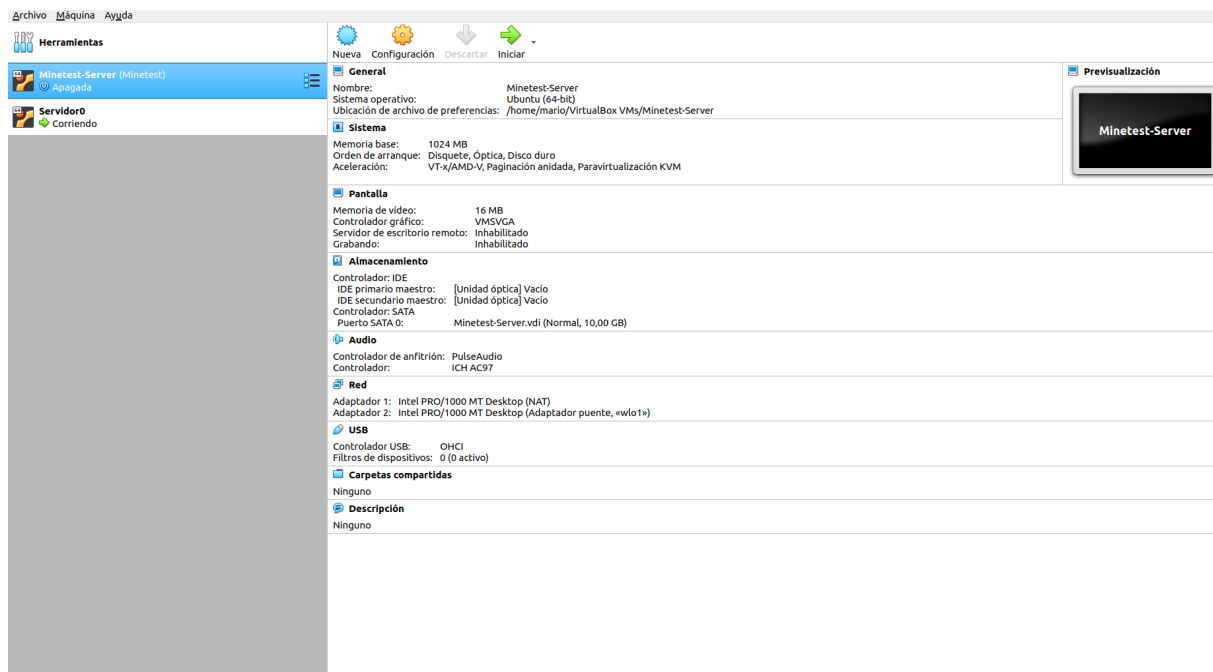 Archivo Máquina Ayuda
Herramientas
Minetest-Server (Minetest)
Apagada
Servidor0
Corriendo
Nueva Configuración Descartar Iniciar
General
Nombre: Minetest-Server
Sistema operativo: Ubuntu (64-bit)
Ubicación de archivo de preferencias: /home/mario/VirtualBox VMs/Minetest-Server
Sistema
Memoria base: 1024 MB
Orden de arranque: Disquete, Óptica, Disco duro
Aceleración: VT-x/AMD-V, Paginación anidada, Paravirtualización KVM
Previsualización
Minetest-Server
Pantalla
Memoria de vídeo: 16 MB
Controlador gráfico: VMSVGA
Servidor de escritorio remoto: Inhabilitado
Grabando: Inhabilitado
Almacenamiento
Controlador: IDE
IDE primario maestro: [Unidad óptica] Vacío
IDE secundario maestro: [Unidad óptica] Vacío
Controlador: SATA
Puerto SATA 0: Minetest-Server.vdi (Normal, 10,00 GB)
Audio
Controlador de anfitrión: PulseAudio
Controlador: ICH AC97
Red
Adaptador 1: Intel PRO/1000 MT Desktop (NAT)
Adaptador 2: Intel PRO/1000 MT Desktop (Adaptador puente, «wlo1»)
USB
Controlador USB: OHCI
Filtros de dispositivos: 0 (0 activo)
Carpetas compartidas
Ninguno
Descripción
Ninguno